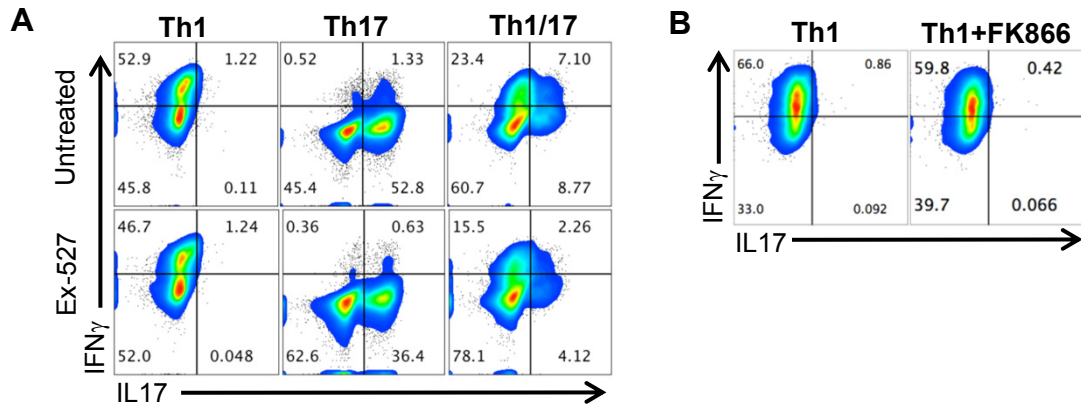 A
B
Th1 Th17 Th1/17
Th1 Th1+FK866
Untreated
52.9 1.22 0.52 1.33 23.4 7.10
45.8 0.11 45.4 52.8 60.7 8.77
66.0 0.86 59.8 0.42
33.0 0.092 39.7 0.066
IFNγ
IL17
Ex-527
46.7 1.24 0.36 0.63 15.5 2.26
52.0 0.048 62.6 36.4 78.1 4.12
IFNγ
IL17